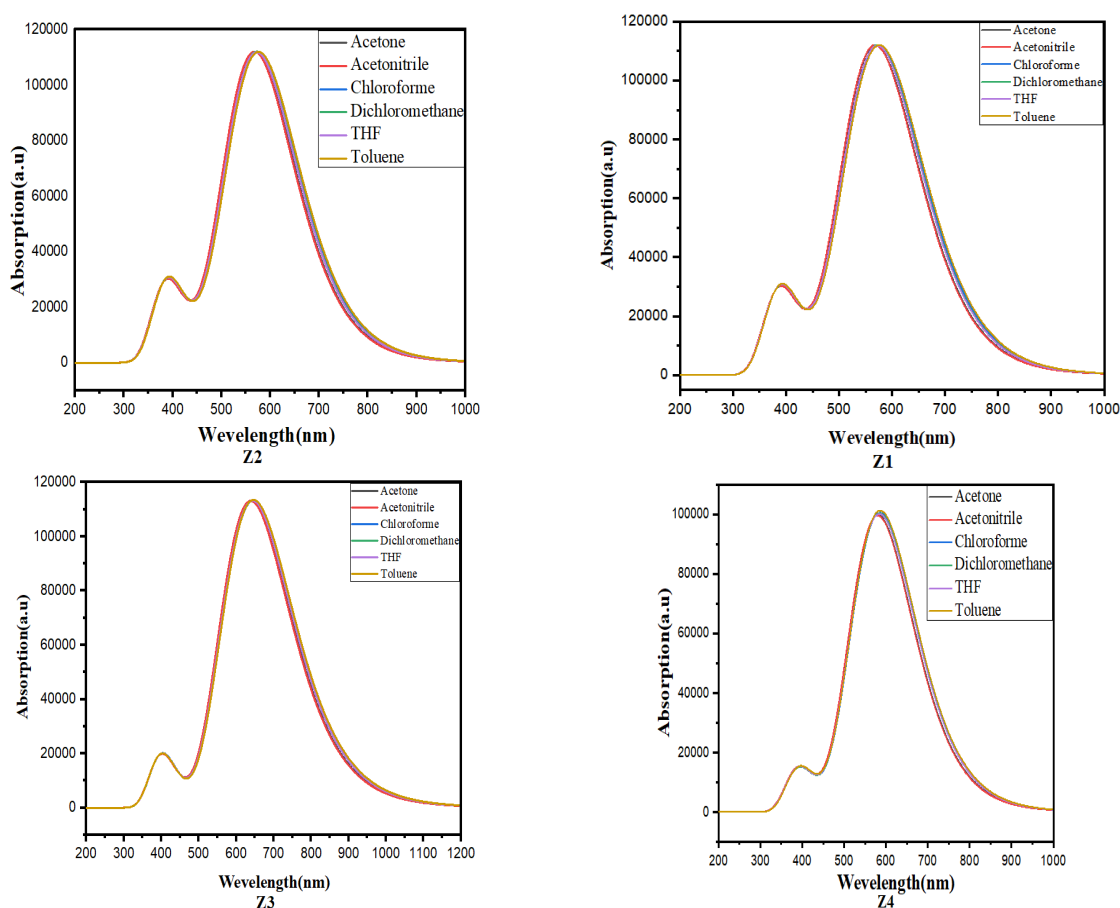 120000
100000
80000
60000
40000
20000
0
Absorption(a.u)
Acetone
Acetonitrile
Chloroforme
Dichloromethane
THF
Toluene
200 300 400 500 600 700 800 900 1000
Wevelength(nm)
Z2
120000
100000
80000
60000
40000
20000
0
Absorption(a.u)
Acetone
Acetonitrile
Chloroforme
Dichloromethane
THF
Toluene
200 300 400 500 600 700 800 900 1000
Wavelength(nm)
Z1
120000
100000
80000
60000
40000
20000
0
Absorption(a.u)
Acetone
Acetonitrile
Chloroforme
Dichloromethane
THF
Toluene
200 300 400 500 600 700 800 900 1000 1100 1200
Wevelength(nm)
Z3
100000
80000
60000
40000
20000
0
Absorption(a.u)
Acetone
Acetonitrile
Chloroforme
Dichloromethane
THF
Toluene
200 300 400 500 600 700 800 900 1000
Wevelength(nm)
Z4